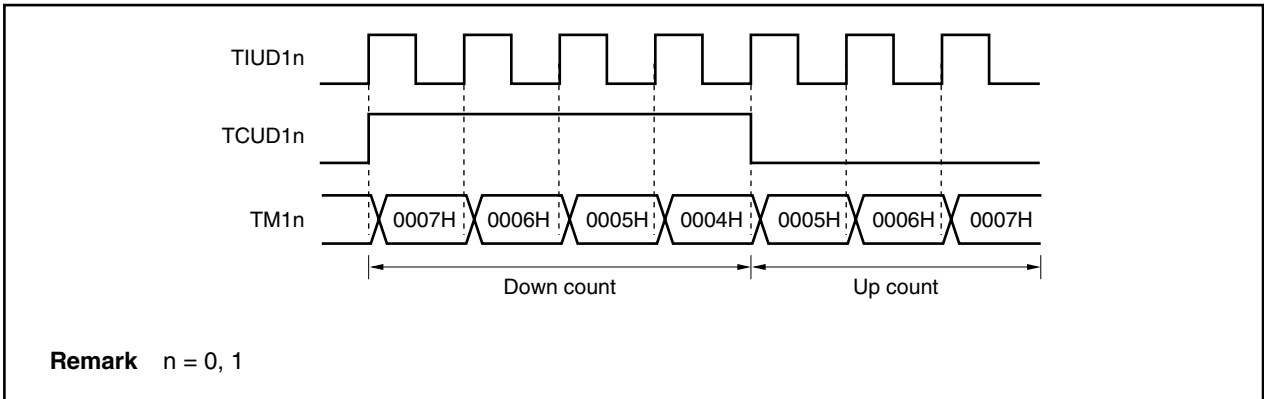 TIUD1n
TCUD1n
TM1n 0007H 0006H 0005H 0004H 0005H 0006H 0007H
Down count Up count
Remark n = 0, 1